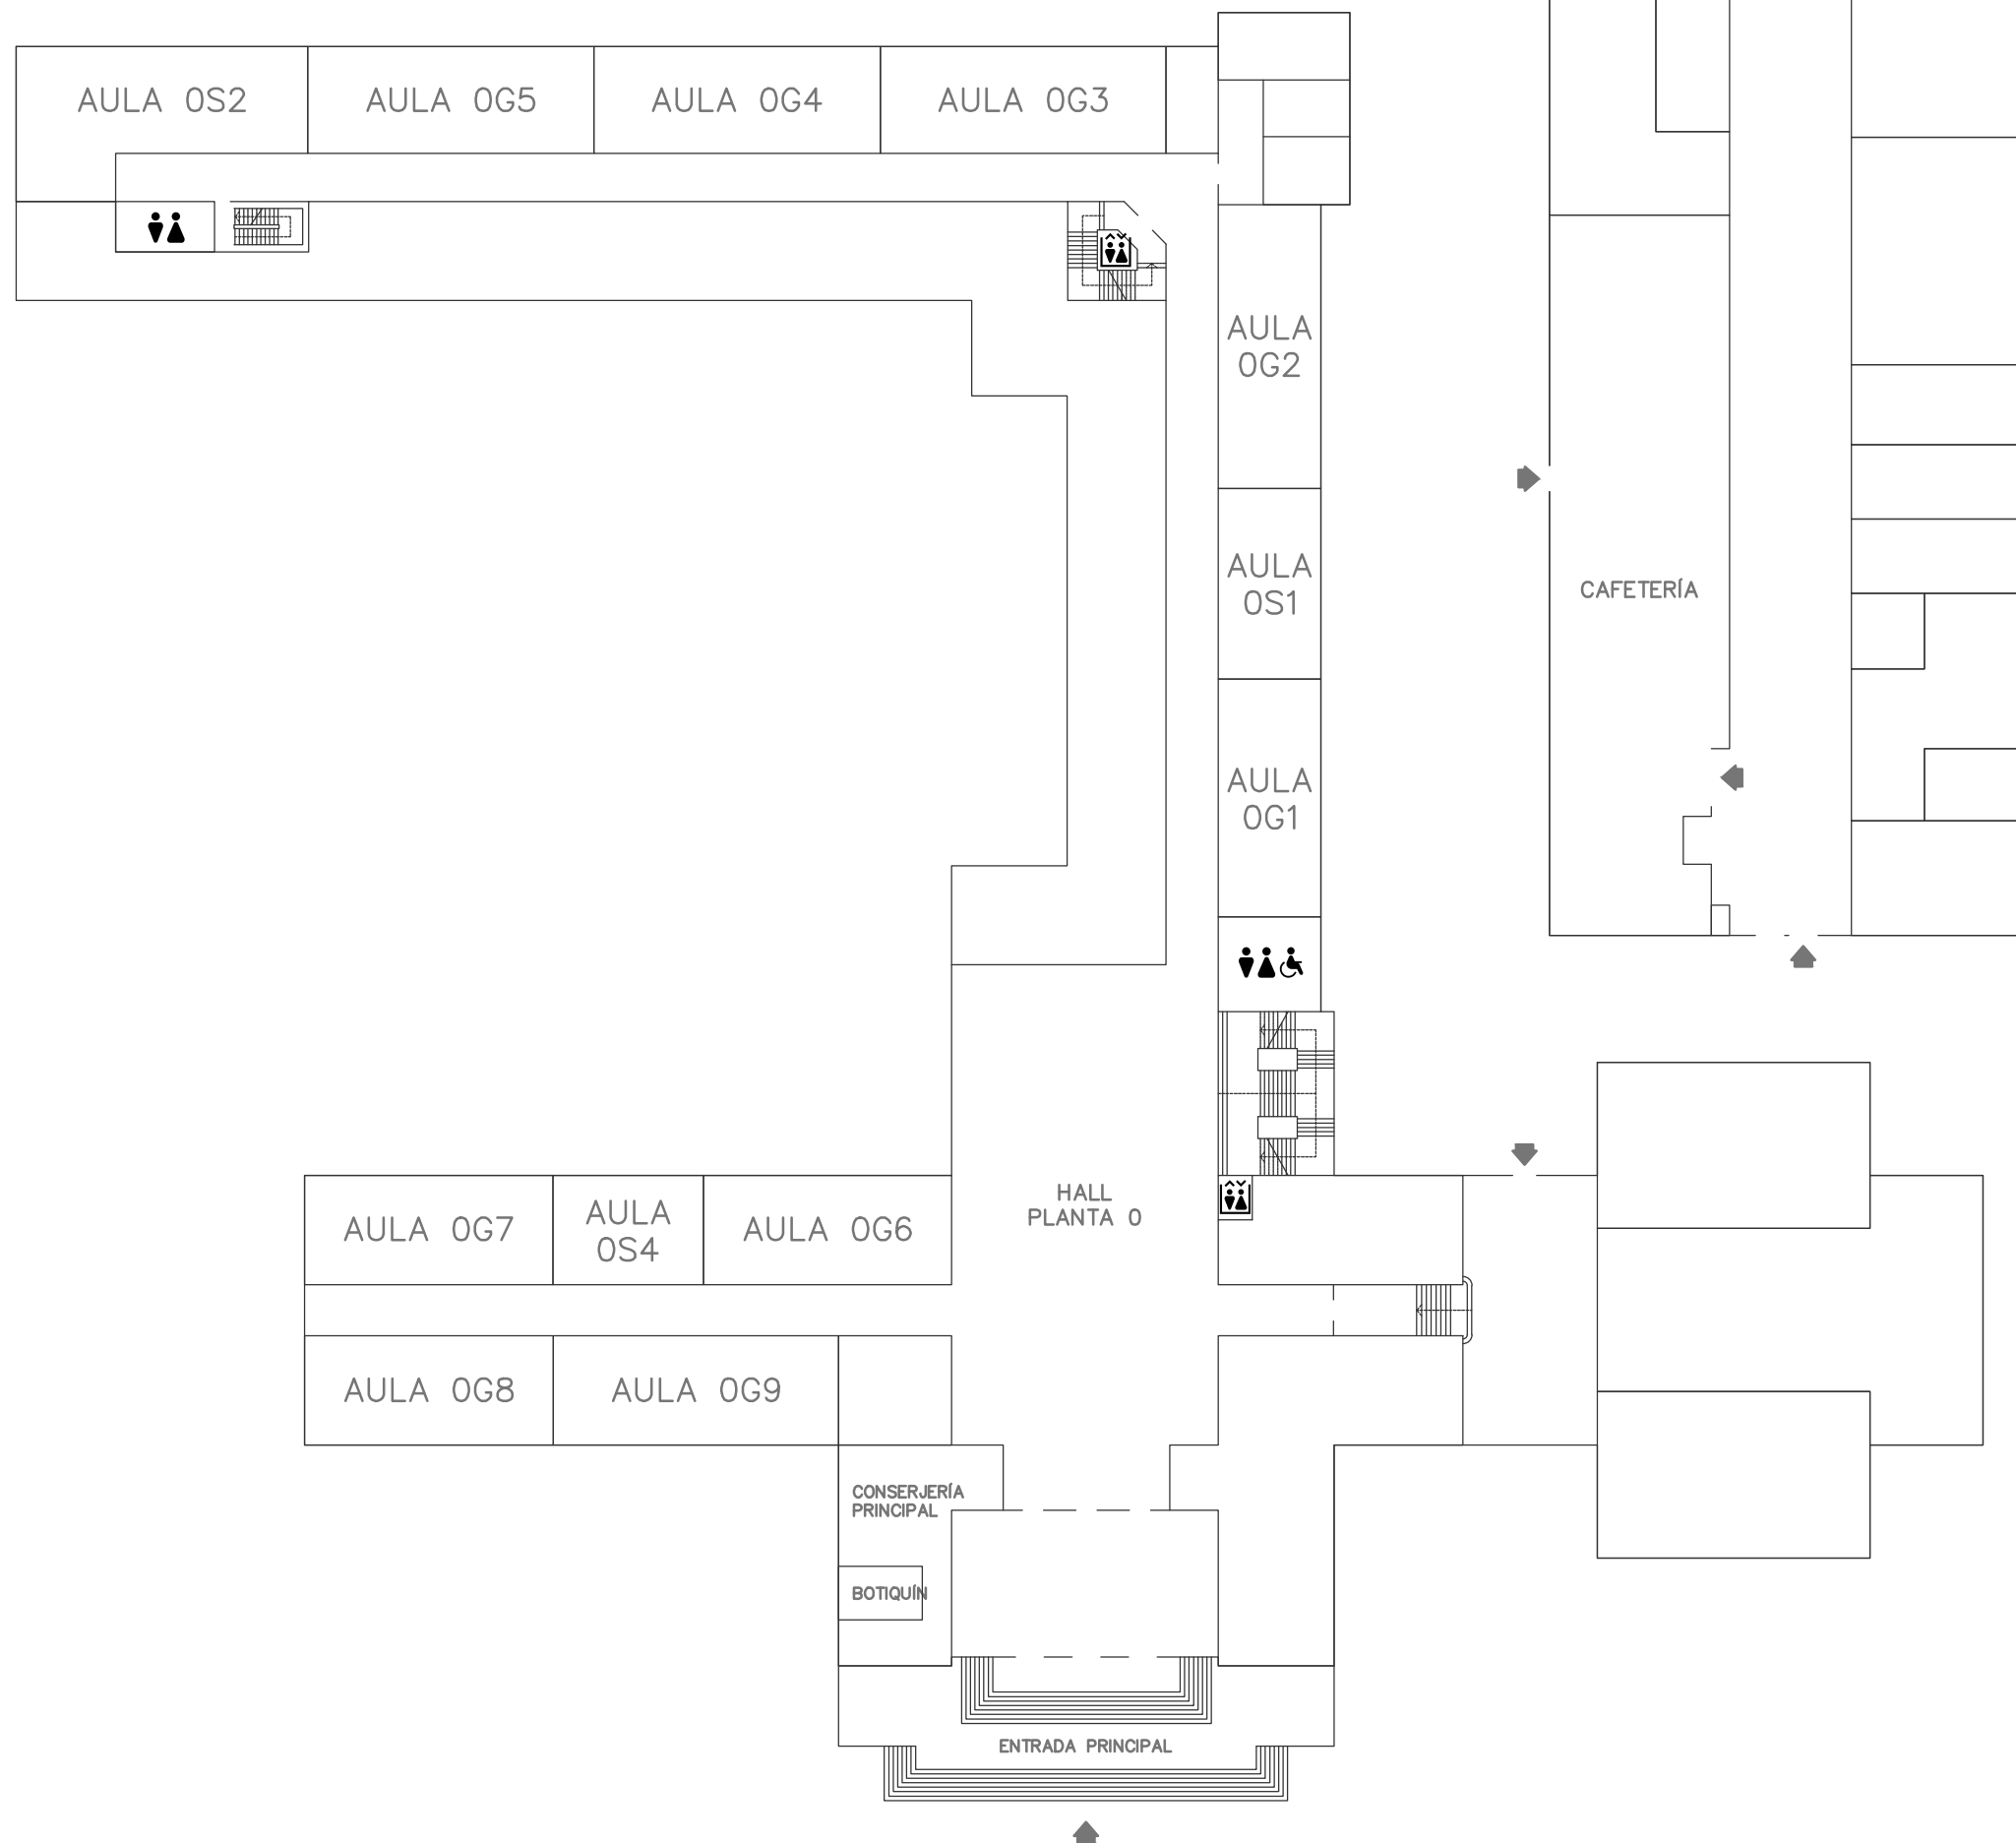 AULA 0S2
AULA 0G5
AULA 0G4
AULA 0G3
AULA
0G2
AULA
0S1
CAFETERÍA
AULA
0G1
HALL
PLANTA 0
AULA 0G7
AULA
0S4
AULA 0G6
AULA 0G8
AULA 0G9
CONSERJERÍA
PRINCIPAL
BOTIQUÍN
ENTRADA PRINCIPAL